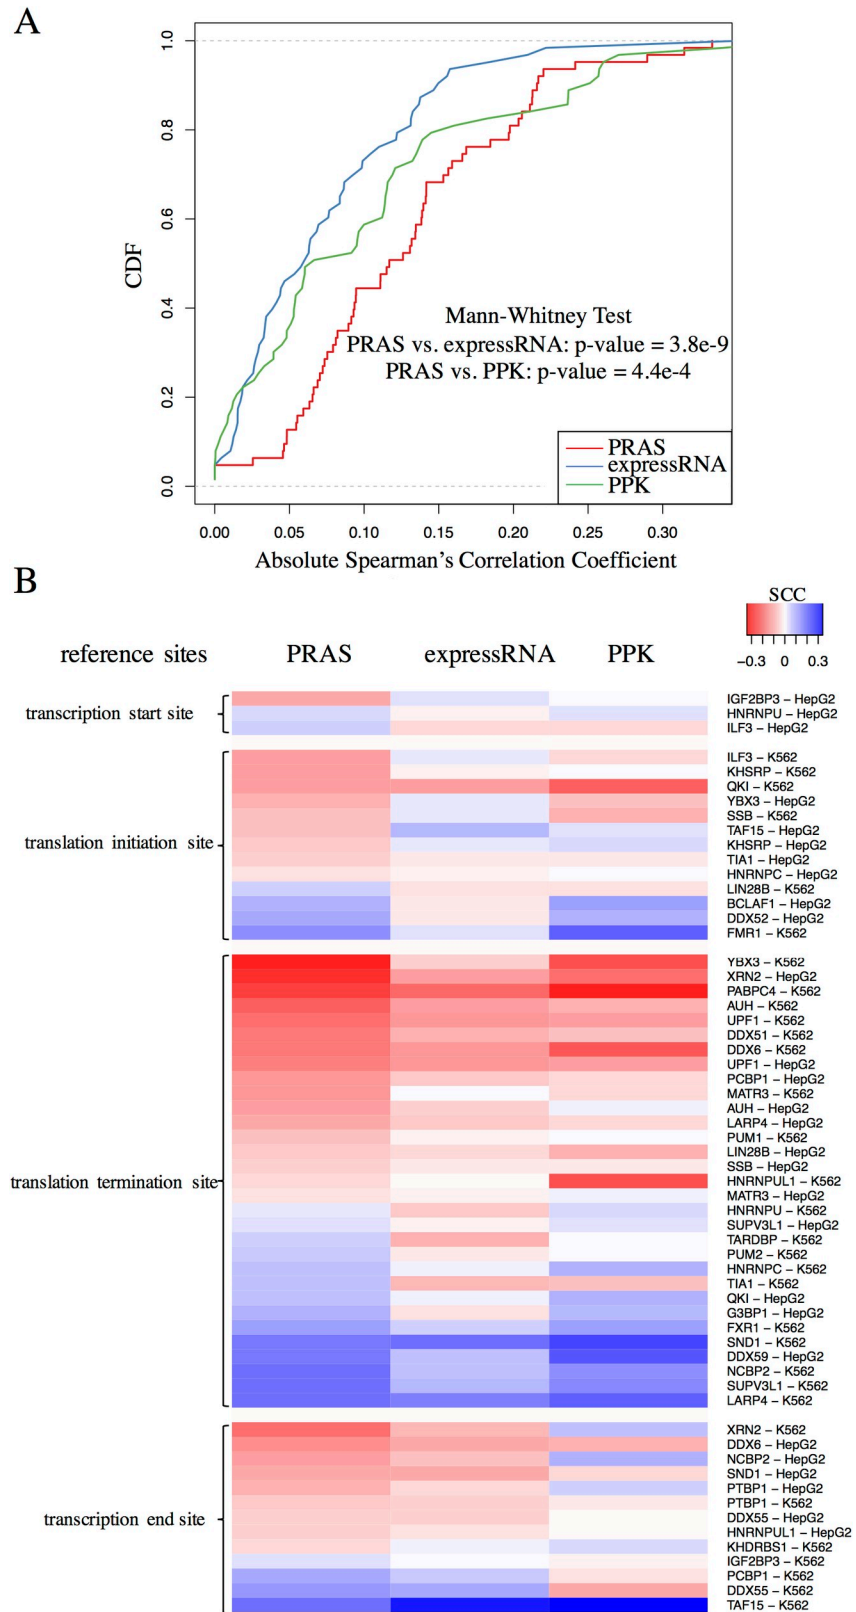 A
CDF
1.0
0.8
0.6
0.4
0.2
0.0
Mann-Whitney Test
PRAS vs. expressRNA: p-value = 3.8e-9
PRAS vs. PPK: p-value = 4.4e-4
PRAS
expressRNA
PPK
0.00 0.05 0.10 0.15 0.20 0.25 0.30
Absolute Spearman's Correlation Coefficient
B
SCC
−0.3 0 0.3
reference sites PRAS expressRNA PPK
transcription start site
IGF2BP3 – HepG2
HNRNPU – HepG2
ILF3 – HepG2
translation initiation site
ILF3 – K562
KHSRP – K562
QKI – K562
YBX3 – HepG2
SSB – K562
TAF15 – HepG2
KHSRP – HepG2
TIA1 – HepG2
HNRNPC – HepG2
LIN28B – K562
BCLAF1 – HepG2
DDX52 – HepG2
FMR1 – K562
translation termination site
YBX3 – K562
XRN2 – HepG2
PABPC4 – K562
AUH – K562
UPF1 – K562
DDX51 – K562
DDX6 – K562
UPF1 – HepG2
PCBP1 – HepG2
MATR3 – K562
AUH – HepG2
LARP4 – HepG2
PUM1 – K562
LIN28B – HepG2
SSB – HepG2
HNRNPUL1 – K562
MATR3 – HepG2
HNRNPU – K562
SUPV3L1 – HepG2
TARDBP – K562
PUM2 – K562
HNRNPC – K562
TIA1 – K562
QKI – HepG2
G3BP1 – HepG2
FXR1 – K562
SND1 – K562
DDX59 – HepG2
NCBP2 – K562
SUPV3L1 – K562
LARP4 – K562
transcription end site
XRN2 – K562
DDX6 – HepG2
NCBP2 – HepG2
SND1 – HepG2
PTBP1 – HepG2
PTBP1 – K562
DDX55 – HepG2
HNRNPUL1 – HepG2
KHDRBS1 – K562
IGF2BP3 – K562
PCBP1 – K562
DDX55 – K562
TAF15 – K562